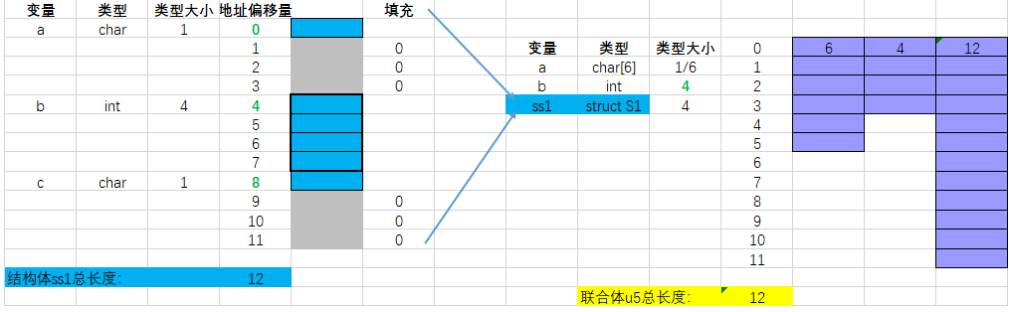 变量 类型 类型大小 地址偏移量 填充
a char 1 0
1 0
2 0
3 0
b int 4 4
5
6
7
c char 1 8
9 0
10 0
11 0
结构体ss1总长度: 12
变量 类型 类型大小 0 6 4 12
a char[6] 1/6 1
b int 4 2
ss1 struct S1 4 3
4
5
6
7
8
9
10
11
联合体u5总长度: 12